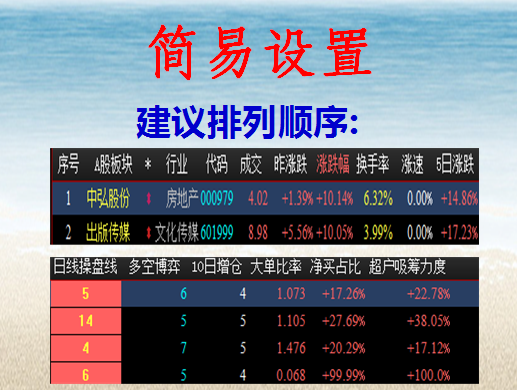 简易设置
建议排列顺序:
序号 A股板块 * 行业 代码 成交 昨涨跌 涨跌幅 换手率 涨速 5日涨跌
1 中弘股份 * 房地产 000979 4.02 +1.39% +10.14% 6.32% 0.00% +14.86%
2 出版传媒 * 文化传媒 601999 8.98 +5.56% +10.05% 3.99% 0.00% +17.23%
日线操盘线 多空博弈 10日增仓 大单比率 净买占比 超户吸筹力度
5 6 4 1.073 +17.26% +22.78%
14 5 5 1.105 +27.69% +38.05%
4 7 5 1.476 +20.29% +17.12%
6 5 4 0.068 +99.99% +100.0%